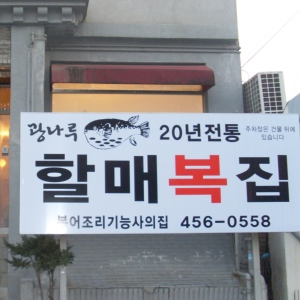 광나루 20년전통
주차장은 건물 뒤에
있습니다
할매복집
복어조리기능사의집 456-0558